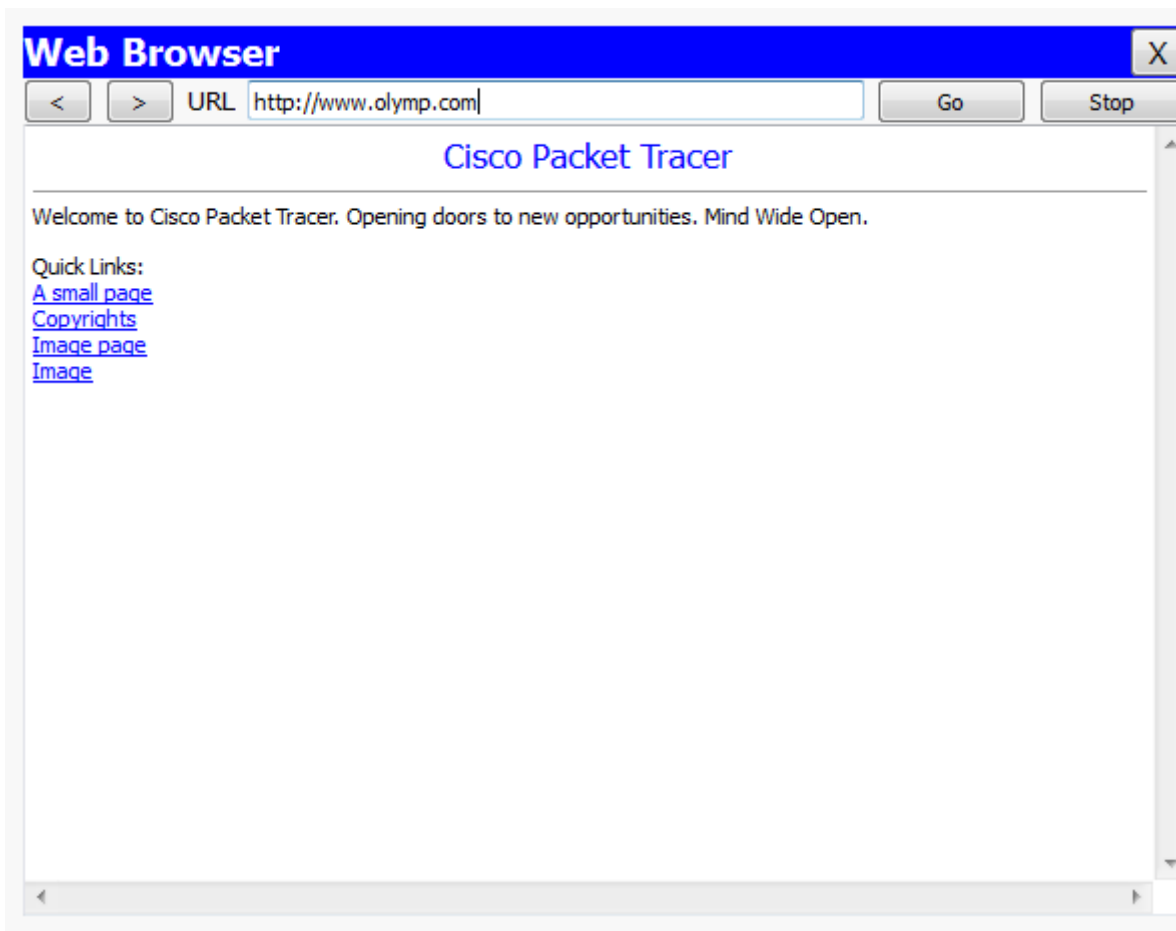 Web Browser X
< > URL http://www.olymp.com Go Stop
Cisco Packet Tracer
Welcome to Cisco Packet Tracer. Opening doors to new opportunities. Mind Wide Open.
Quick Links:
A small page
Copyrights
Image page
Image